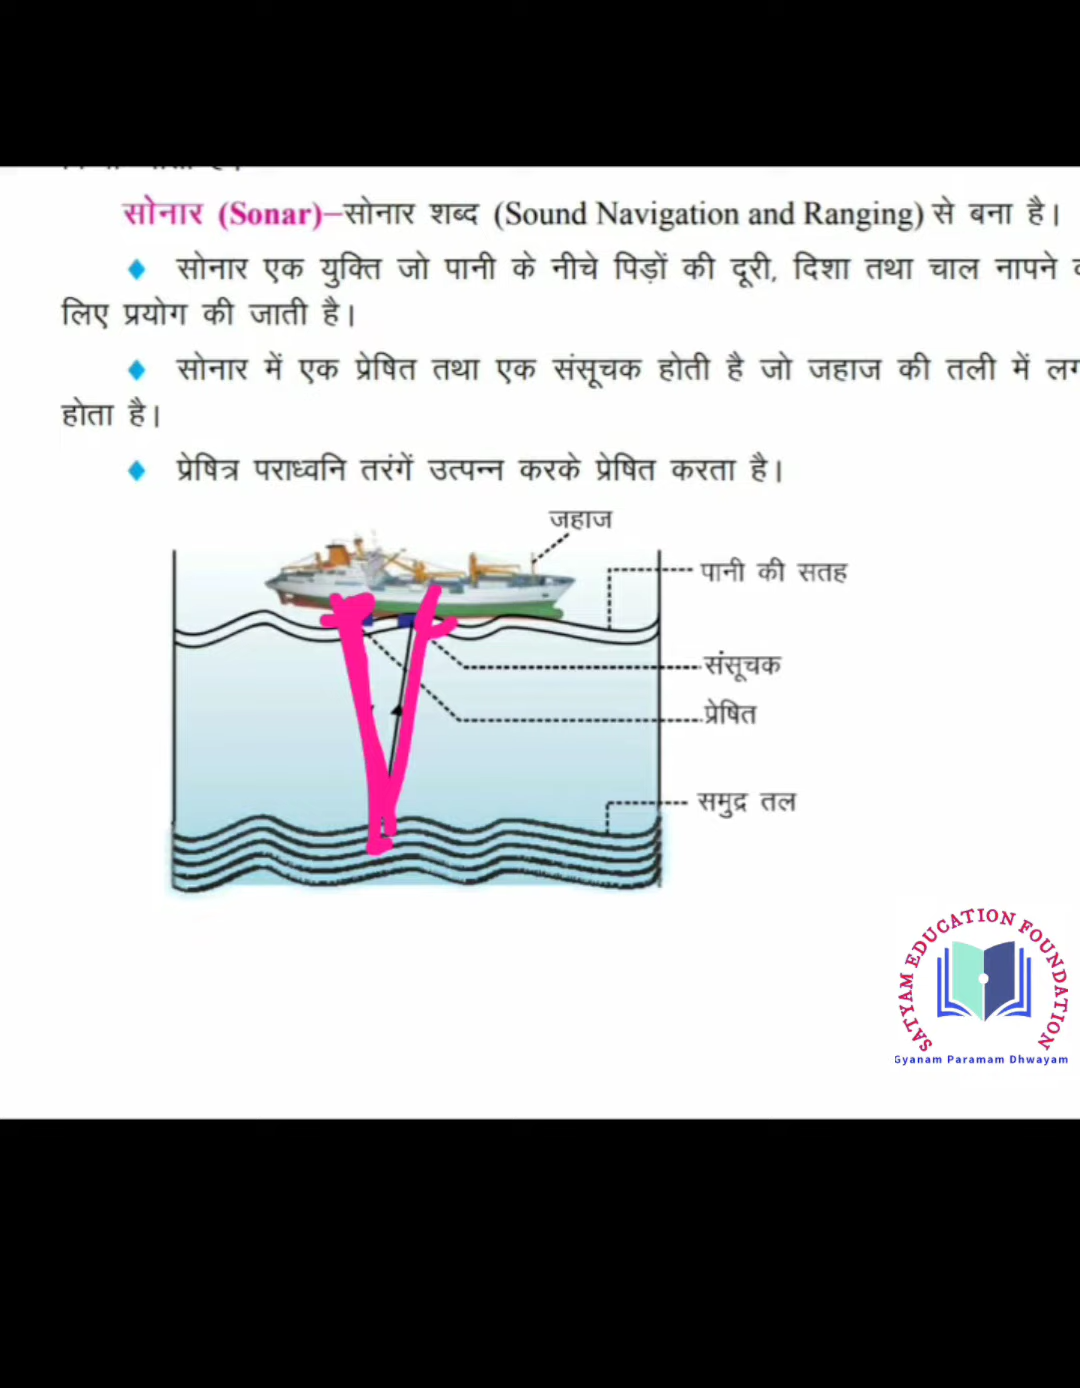 सोनार (Sonar)–सोनार शब्द (Sound Navigation and Ranging) से बना है।
♦ सोनार एक युक्ति जो पानी के नीचे पिड़ों की दूरी, दिशा तथा चाल नापने
लिए प्रयोग की जाती है।
♦ सोनार में एक प्रेषित तथा एक संसूचक होती है जो जहाज की तली में
होता है।
♦ प्रेषित्र पराध्वनि तरंगें उत्पन्न करके प्रेषित करता है।
जहाज
पानी की सतह
संसूचक
प्रेषित
समुद्र तल
SATYAM EDUCATION FOUNDATION
Gyanam Paramam Dhwayam